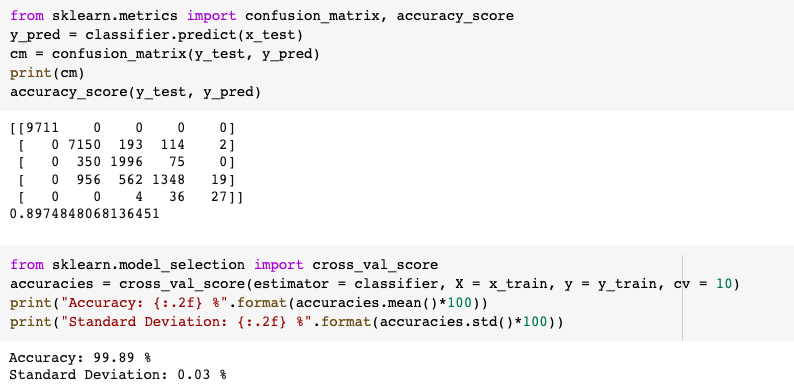 from sklearn.metrics import confusion_matrix, accuracy_score
y_pred = classifier.predict(x_test)
cm = confusion_matrix(y_test, y_pred)
print(cm)
accuracy_score(y_test, y_pred)
[[9711    0    0    0    0]
 [   0 7150  193  114    2]
 [   0  350 1996   75    0]
 [   0  956  562 1348   19]
 [   0    0    4   36   27]]
0.8974848068136451
from sklearn.model_selection import cross_val_score
accuracies = cross_val_score(estimator = classifier, X = x_train, y = y_train, cv = 10)
print("Accuracy: {:.2f} %".format(accuracies.mean()*100))
print("Standard Deviation: {:.2f} %".format(accuracies.std()*100))
Accuracy: 99.89 %
Standard Deviation: 0.03 %